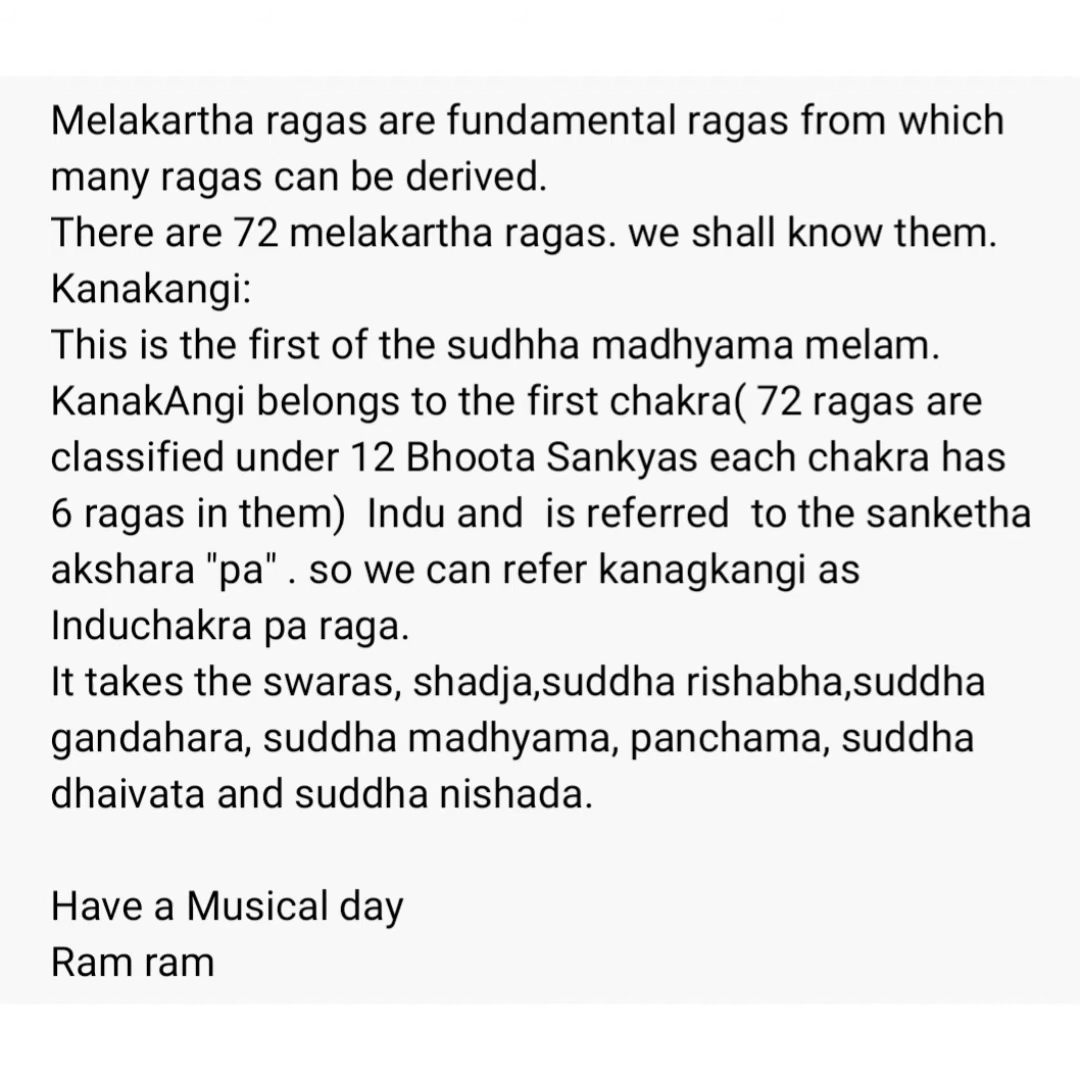 Melakartha ragas are fundamental ragas from which
many ragas can be derived.
There are 72 melakartha ragas. we shall know them.
Kanakangi:
This is the first of the sudhha madhyama melam.
KanakAngi belongs to the first chakra( 72 ragas are
classified under 12 Bhoota Sankyas each chakra has
6 ragas in them)  Indu and  is referred  to the sanketha
akshara "pa" . so we can refer kanagkangi as
Induchakra pa raga.
It takes the swaras, shadja,suddha rishabha,suddha
gandahara, suddha madhyama, panchama, suddha
dhaivata and suddha nishada.

Have a Musical day
Ram ram